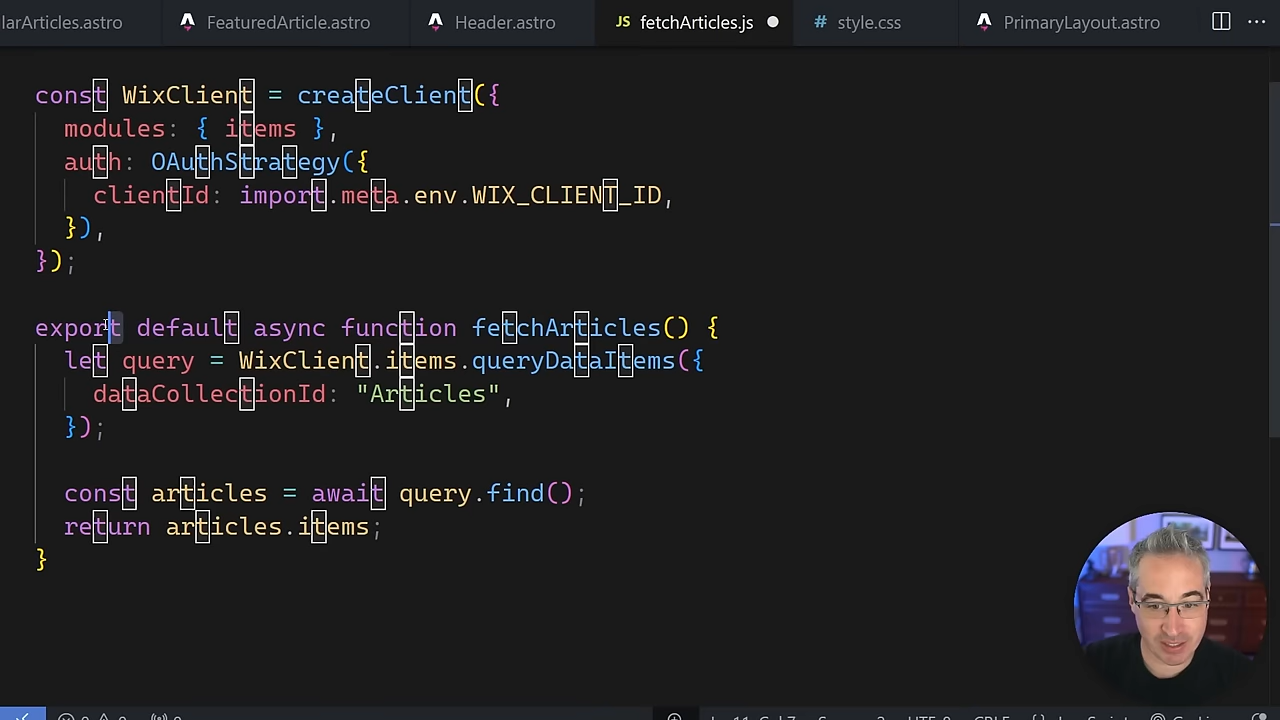 larArticles.astro FeaturedArticle.astro Header.astro JS fetchArticles.js # style.css PrimaryLayout.astro
const WixClient = createClient({
modules: { items },
auth: OAuthStrategy({
clientId: import.meta.env.WIX_CLIENT_ID,
}),
});
export default async function fetchArticles() {
let query = WixClient.items.queryDataItems({
dataCollectionId: "Articles",
});
const articles = await query.find();
return articles.items;
}